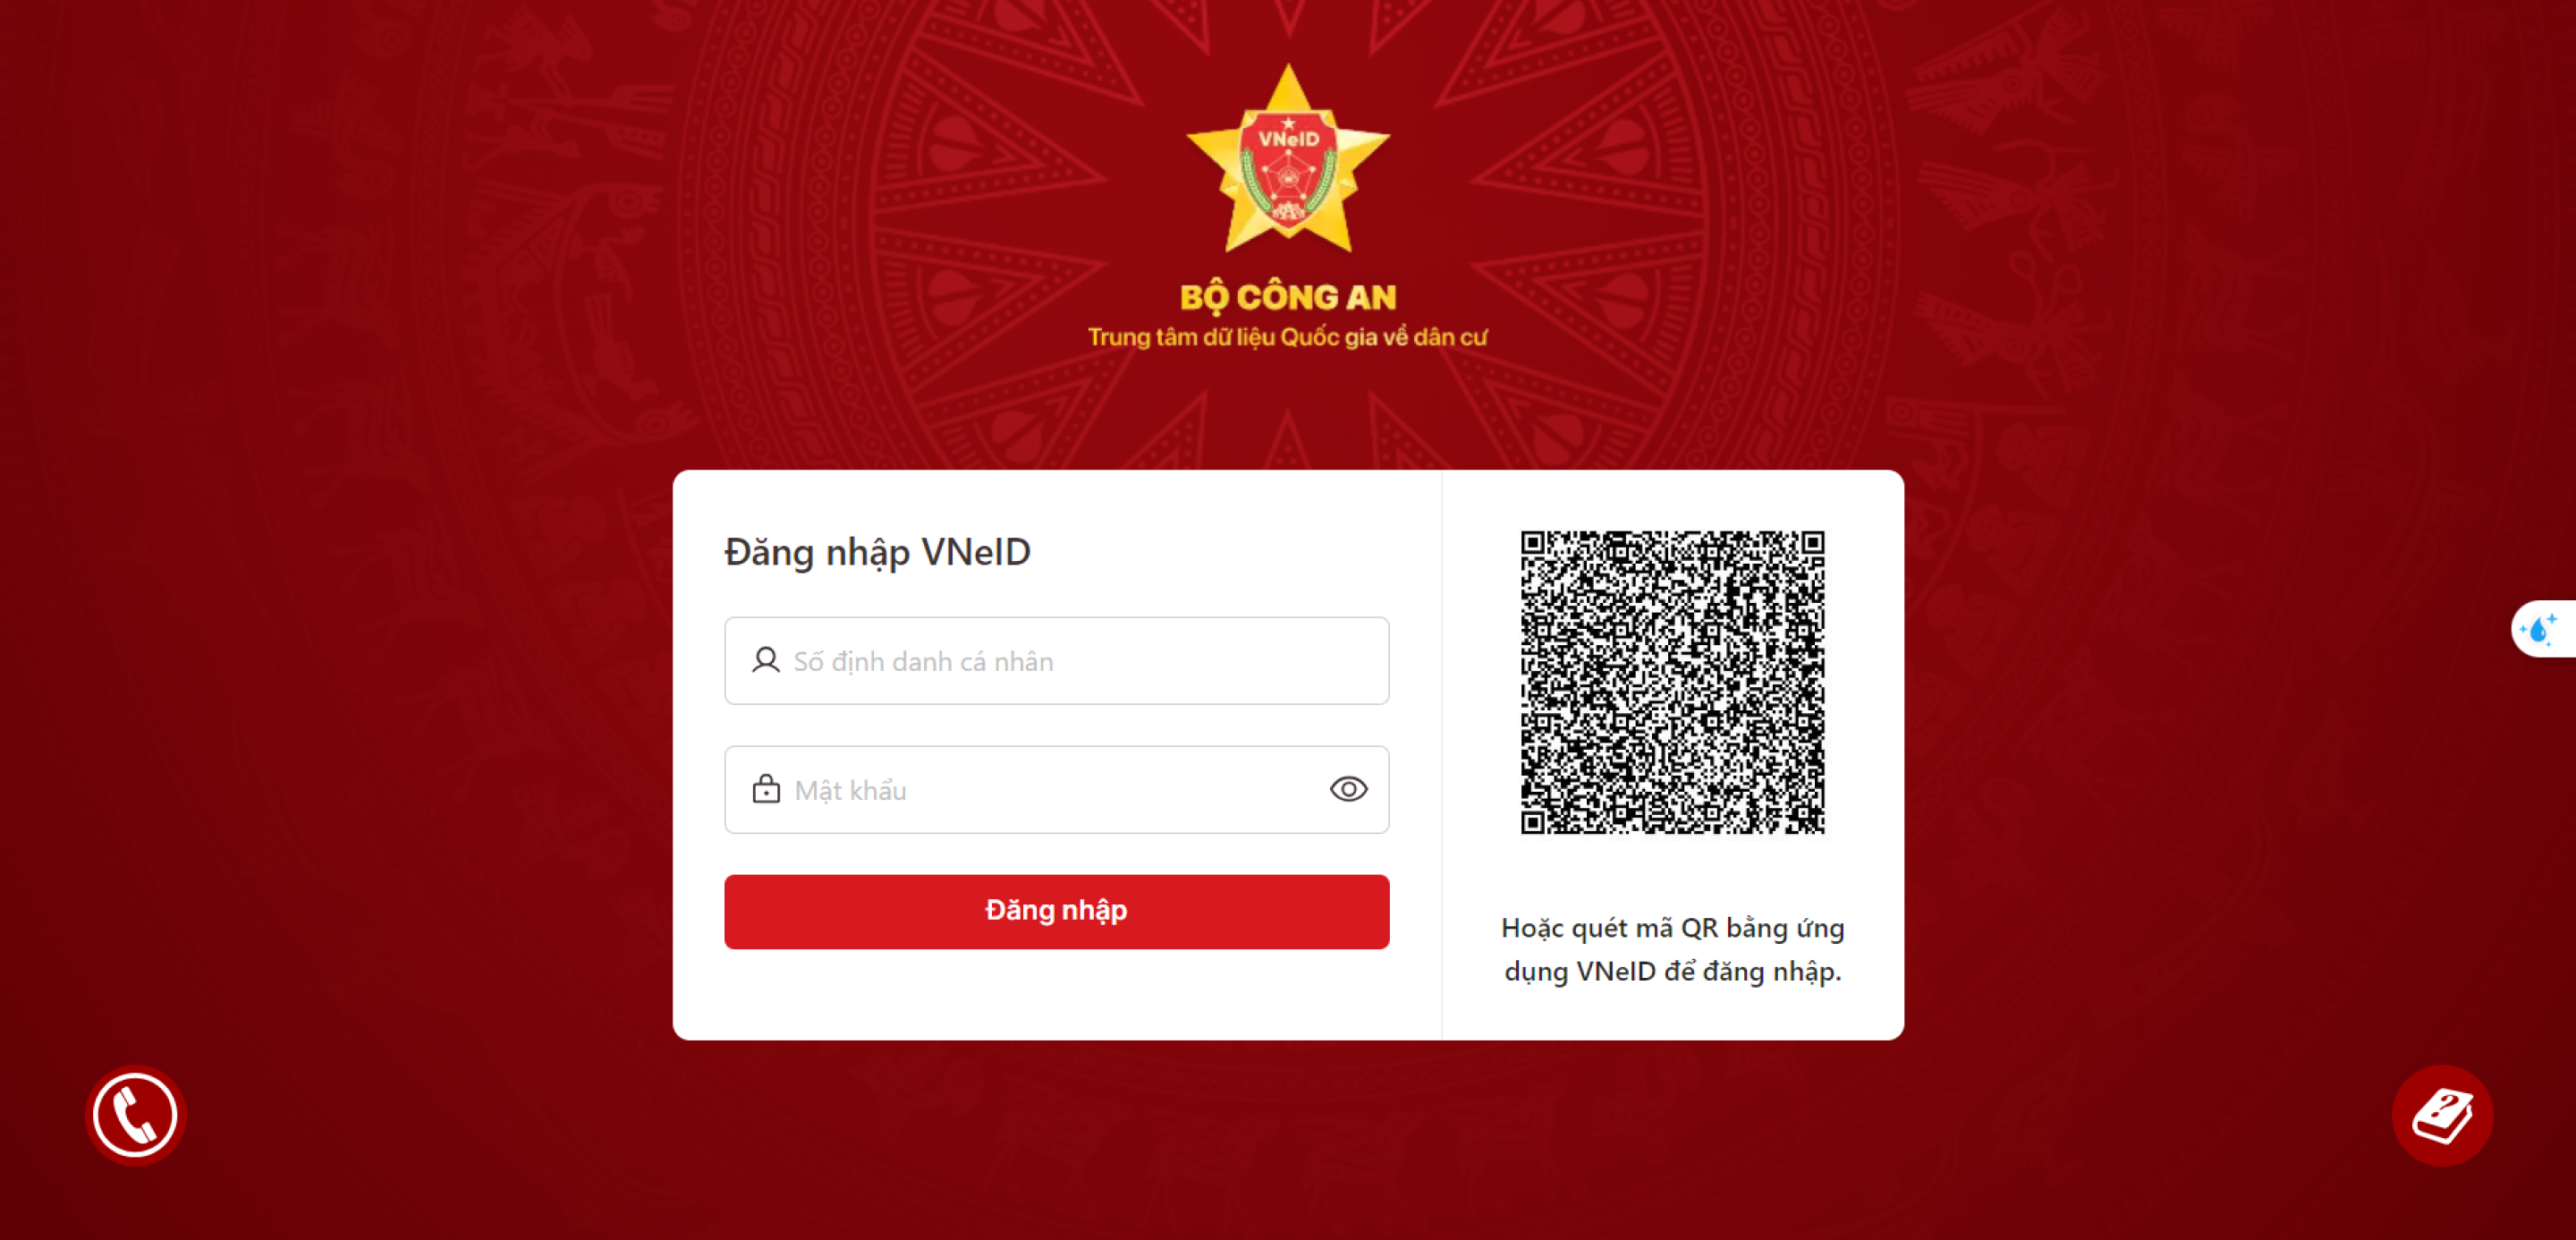 VNeID
BỘ CÔNG AN
Trung tâm dữ liệu Quốc gia về dân cư
Đăng nhập VNeID
Số định danh cá nhân
Mật khẩu
Đăng nhập
Hoặc quét mã QR bằng ứng
dụng VNeID để đăng nhập.
?